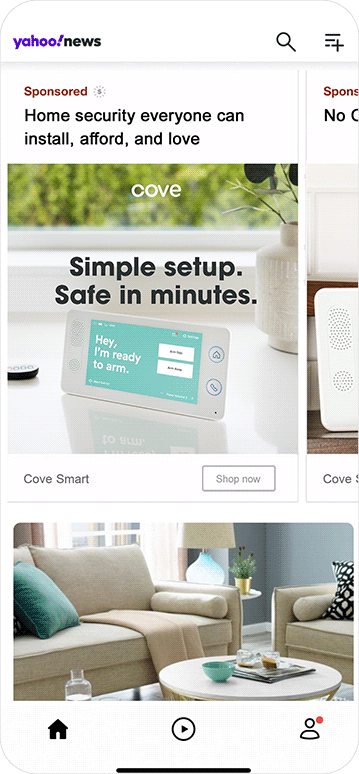 yahoo!news
Sponsored
Home security everyone can
install, afford, and love
Spons
No C
cove
Simple setup.
Safe in minutes.
Hey,
I'm ready
to arm.
Arm Stay
Arm Away
Cove Smart
Shop now
Cove S